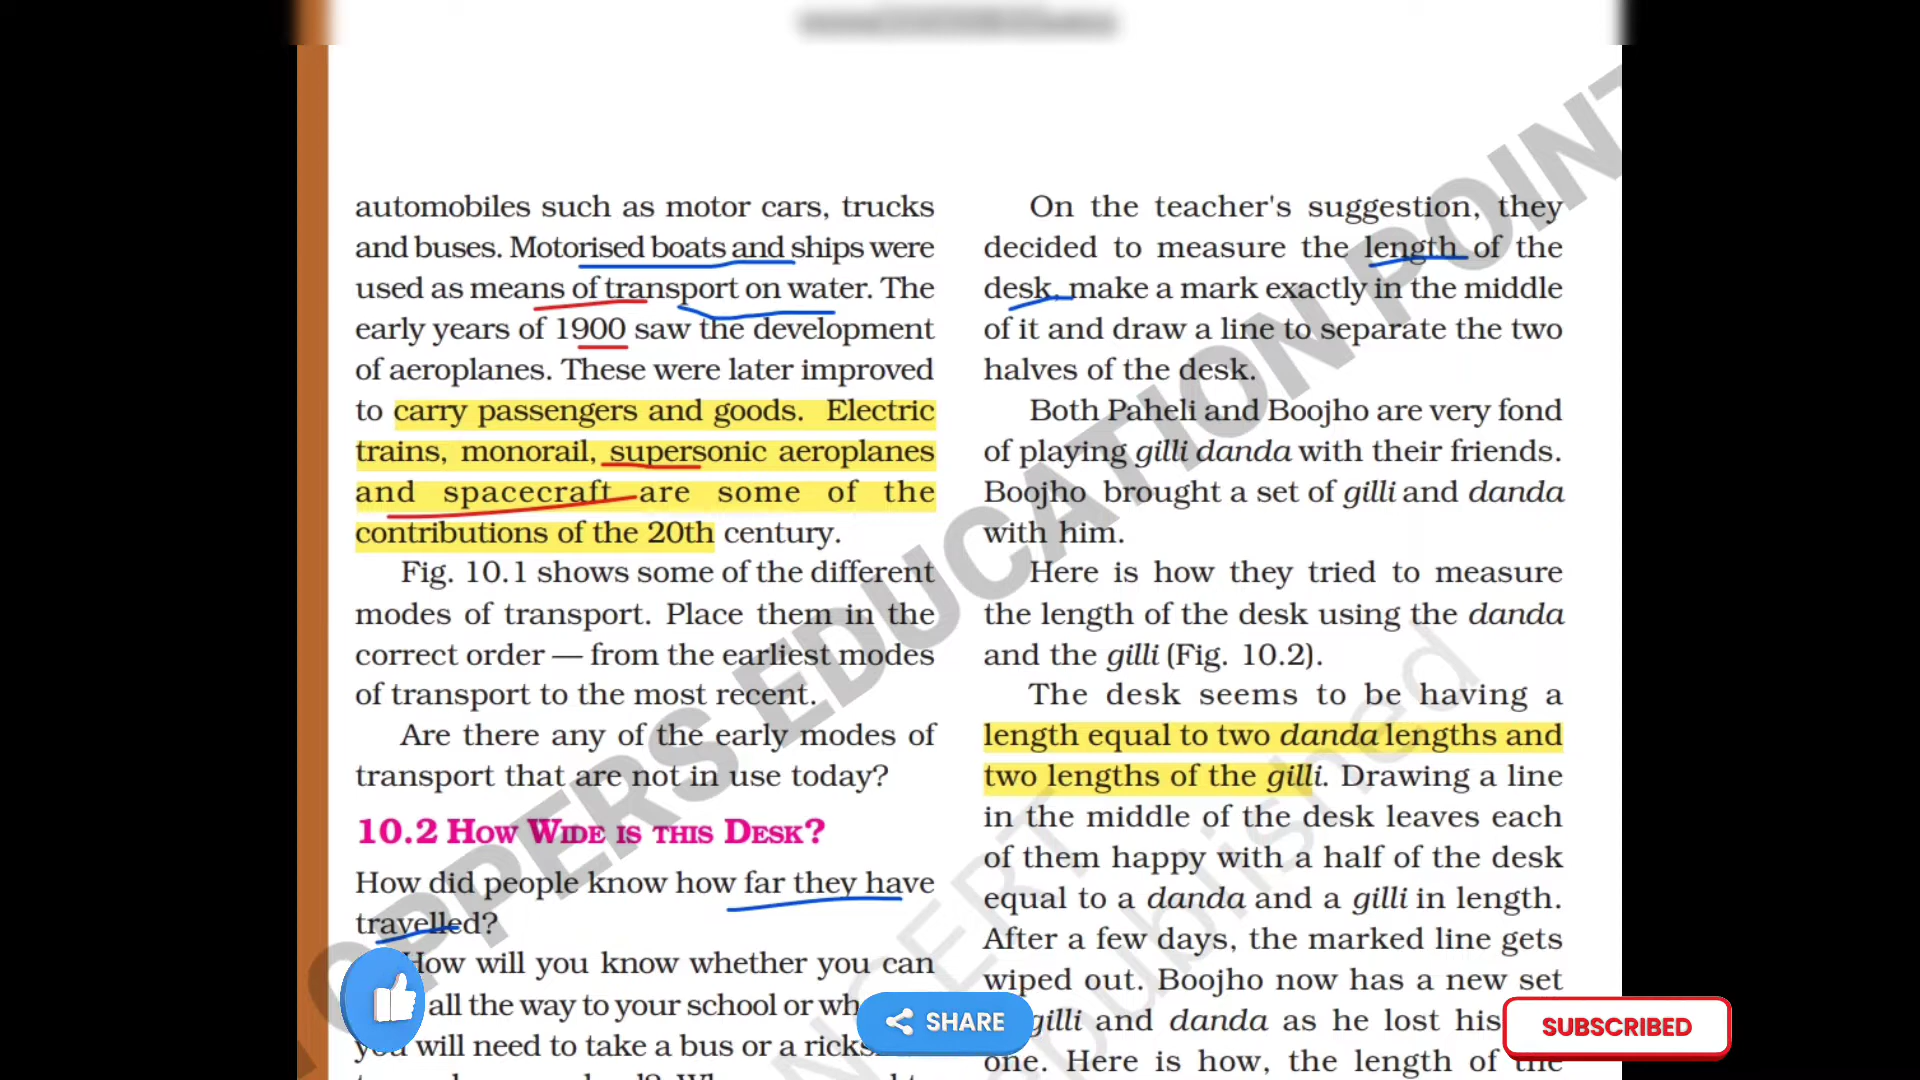 automobiles such as motor cars, trucks
and buses. Motorised boats and ships were
used as means of transport on water. The
early years of 1900 saw the development
of aeroplanes. These were later improved
to carry passengers and goods. Electric
trains, monorail, supersonic aeroplanes
and spacecraft are some of the
contributions of the 20th century.
Fig. 10.1 shows some of the different
modes of transport. Place them in the
correct order — from the earliest modes
of transport to the most recent.
Are there any of the early modes of
transport that are not in use today?
10.2 How Wide is this Desk?
How did people know how far they have
travelled?
How will you know whether you can
all the way to your school or
you will need to take a bus or a
On the teacher's suggestion, they
decided to measure the length of the
desk, make a mark exactly in the middle
of it and draw a line to separate the two
halves of the desk.
Both Paheli and Boojho are very fond
of playing gilli danda with their friends.
Boojho brought a set of gilli and danda
with him.
Here is how they tried to measure
the length of the desk using the danda
and the gilli (Fig. 10.2).
The desk seems to be having a
length equal to two danda lengths and
two lengths of the gilli. Drawing a line
in the middle of the desk leaves each
of them happy with a half of the desk
equal to a danda and a gilli in length.
After a few days, the marked line gets
wiped out. Boojho now has a new set
gilli and danda as he lost his
one. Here is how, the length of the
TOPPERS EDUCATION POINT
NCERT
published
SHARE
SUBSCRIBED